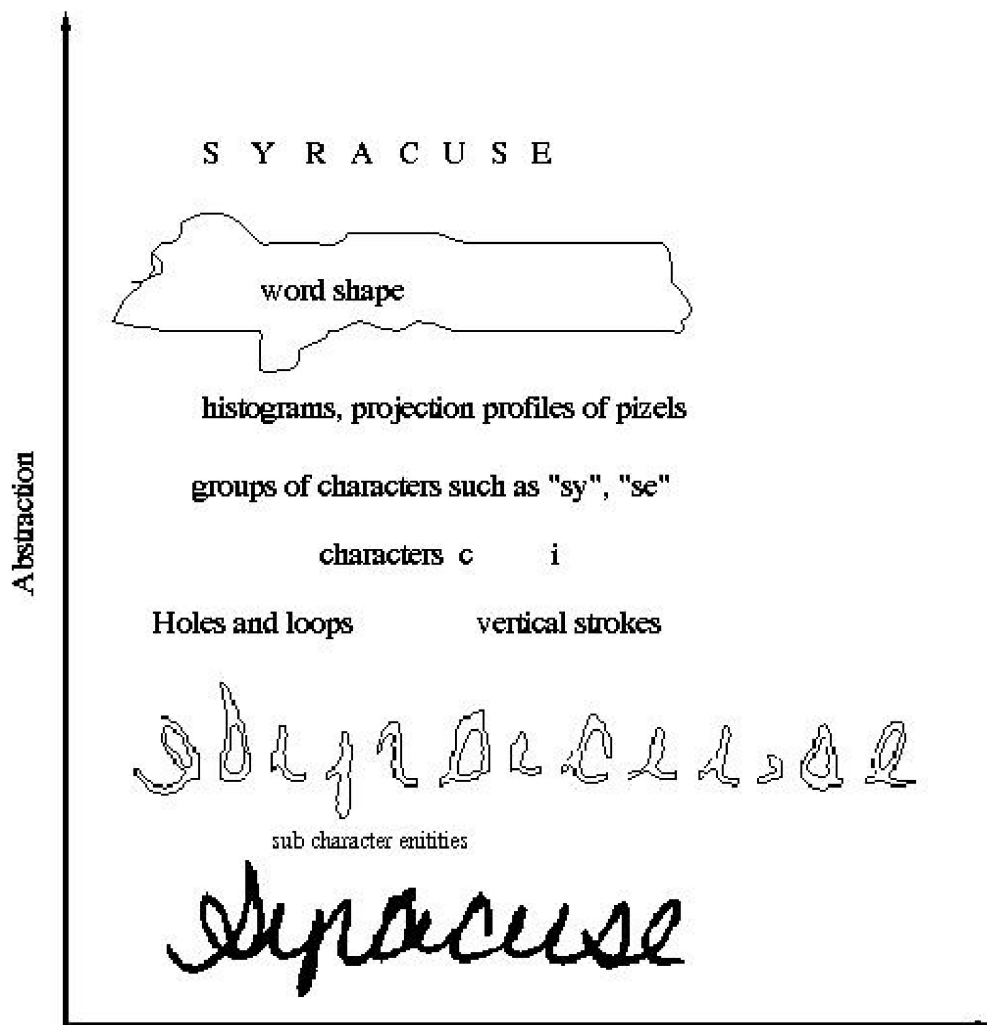 S Y R A C U S E
word shape
histograms, projection profiles of pizels
groups of characters such as "sy", "se"
characters c i
Holes and loops vertical strokes
sub character enitities
Syracuse
Abstraction